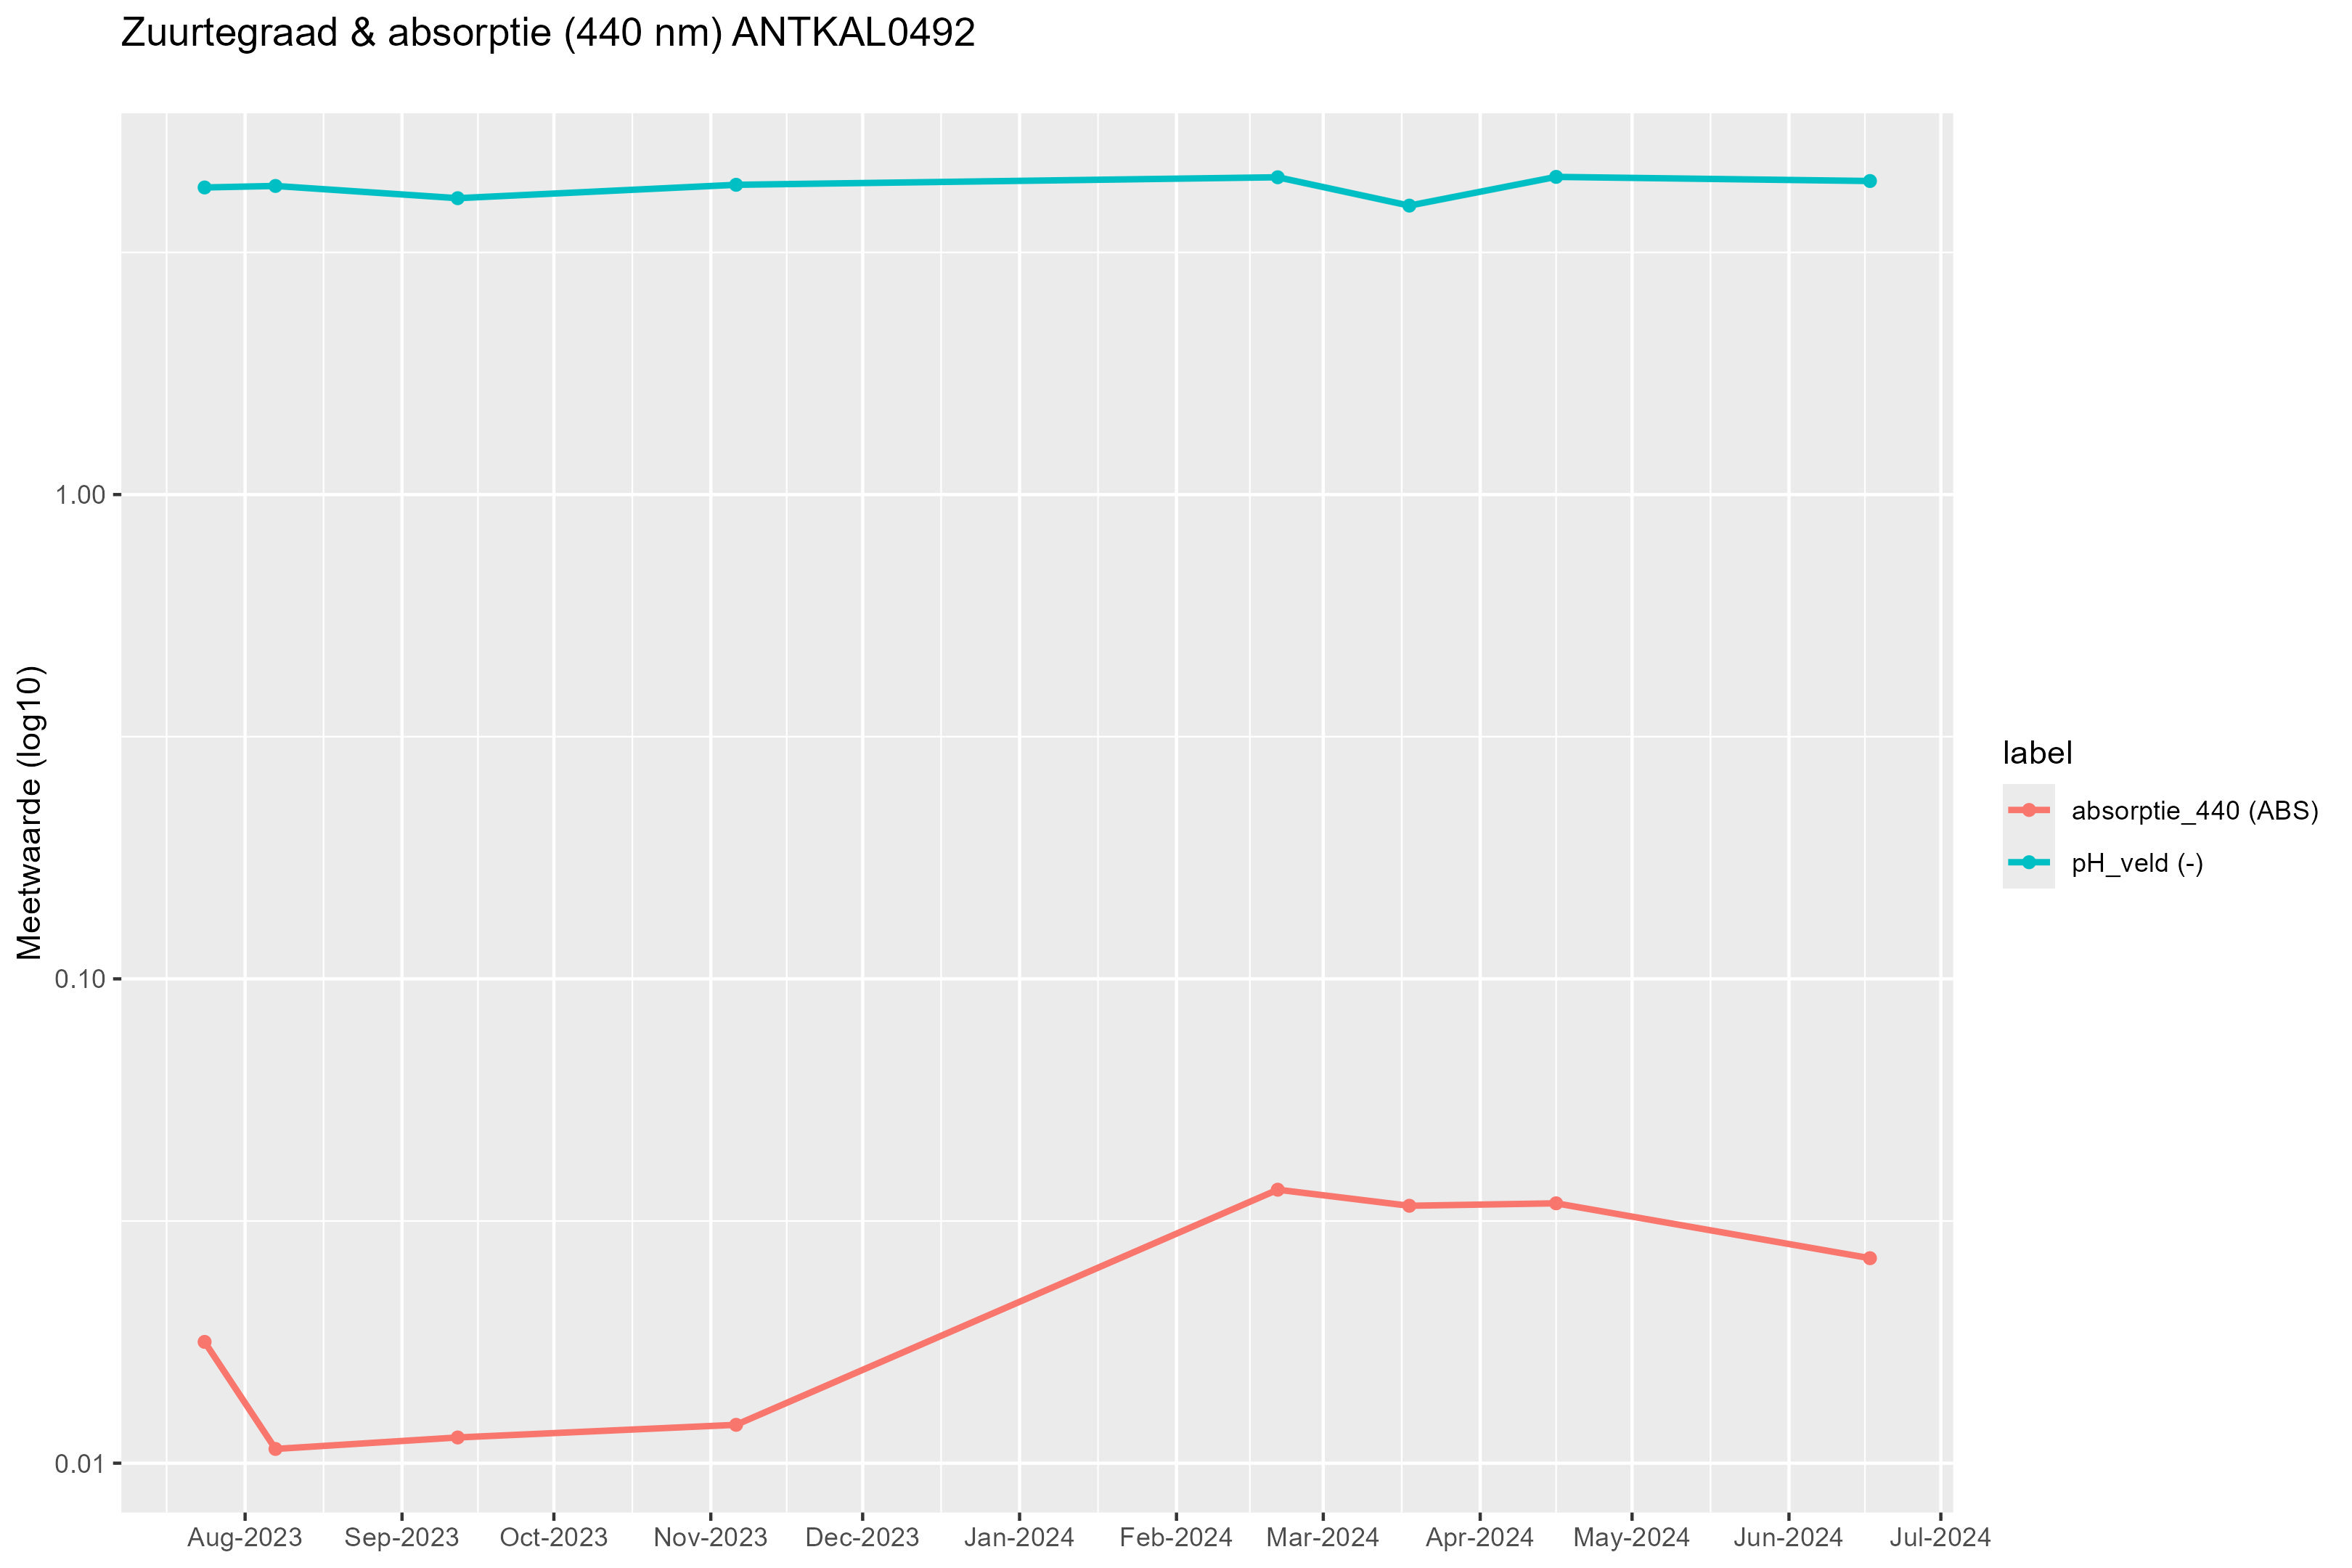 Zuurtegraad & absorptie (440 nm) ANTKAL0492
Meetwaarde (log10)
1.00
0.10
0.01
Aug-2023 Sep-2023 Oct-2023 Nov-2023 Dec-2023 Jan-2024 Feb-2024 Mar-2024 Apr-2024 May-2024 Jun-2024 Jul-2024
label
absorptie_440 (ABS)
pH_veld (-)